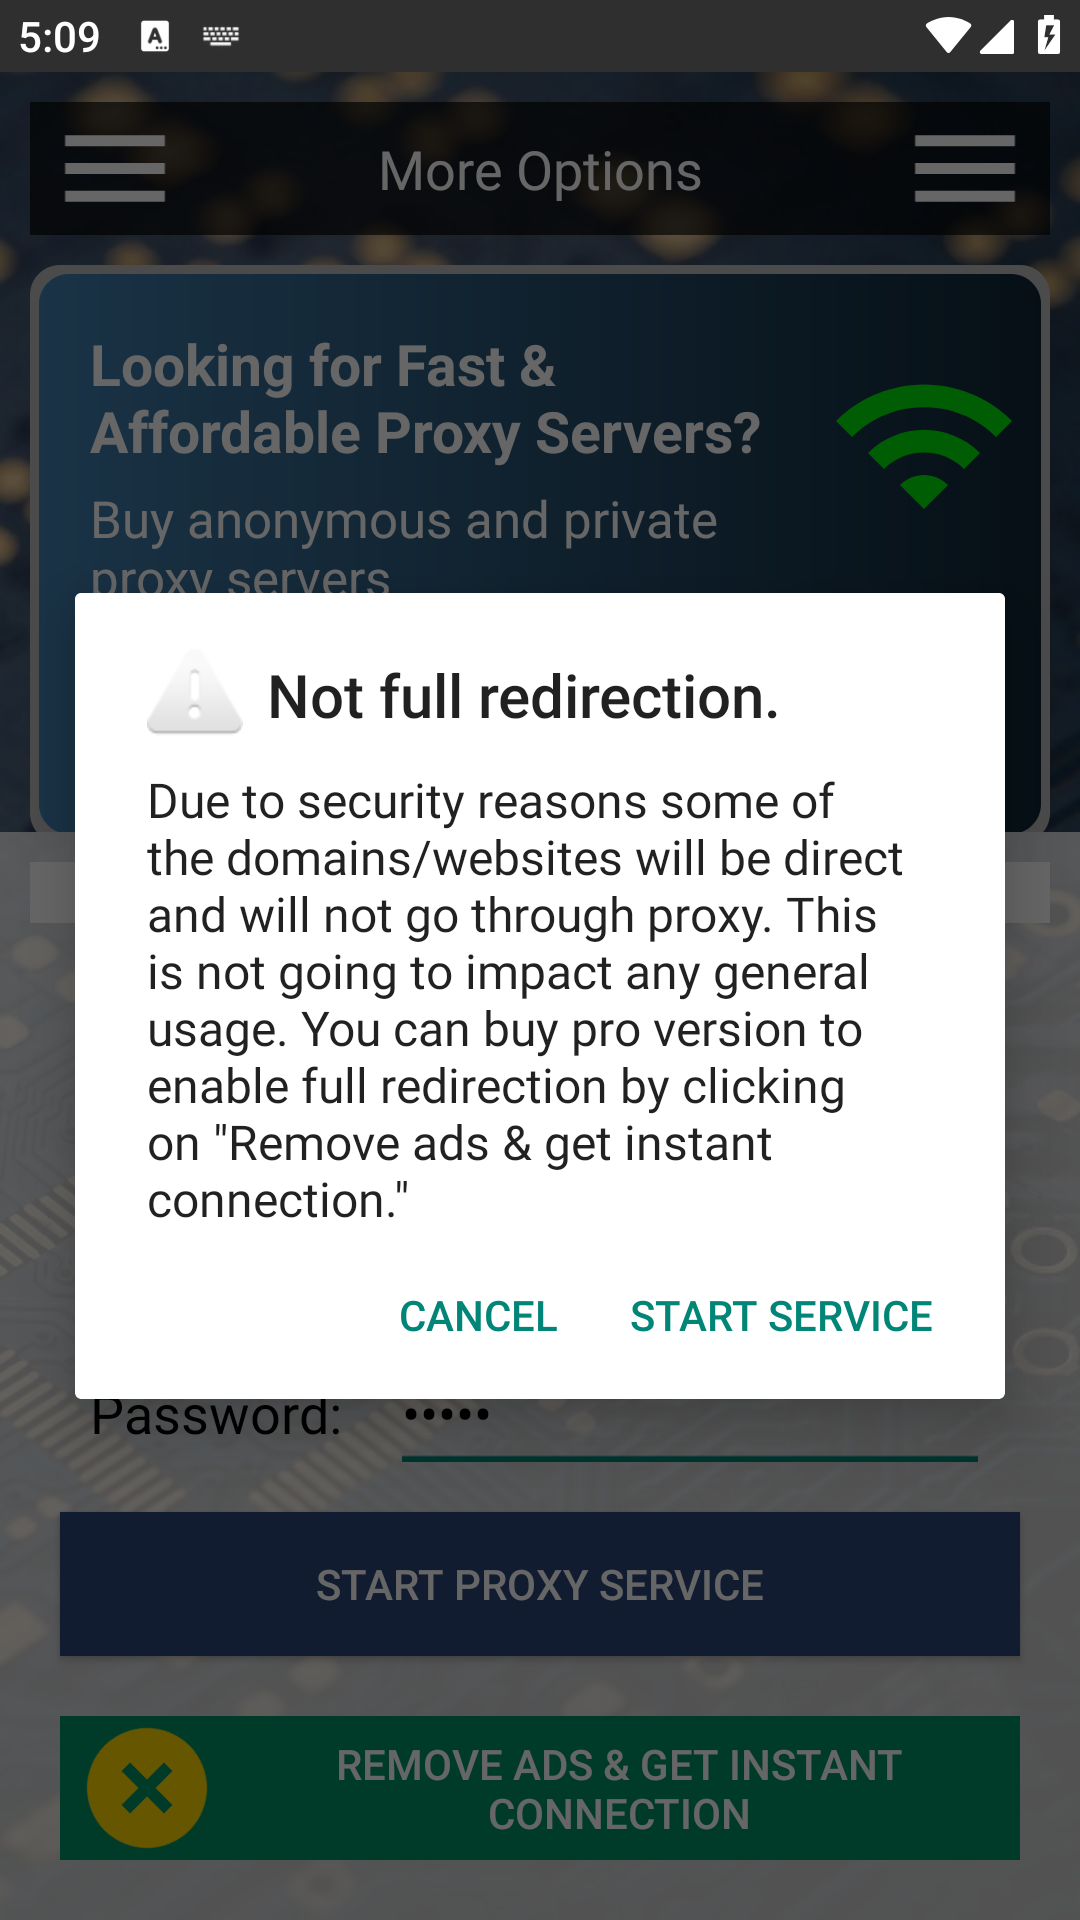 5:09
More Options
Looking for Fast &
Affordable Proxy Servers?
Buy anonymous and private
proxy servers
Not full redirection.
Due to security reasons some of
the domains/websites will be direct
and will not go through proxy. This
is not going to impact any general
usage. You can buy pro version to
enable full redirection by clicking
on "Remove ads & get instant
connection."
CANCEL
START SERVICE
Password:
•••••
START PROXY SERVICE
REMOVE ADS & GET INSTANT
CONNECTION